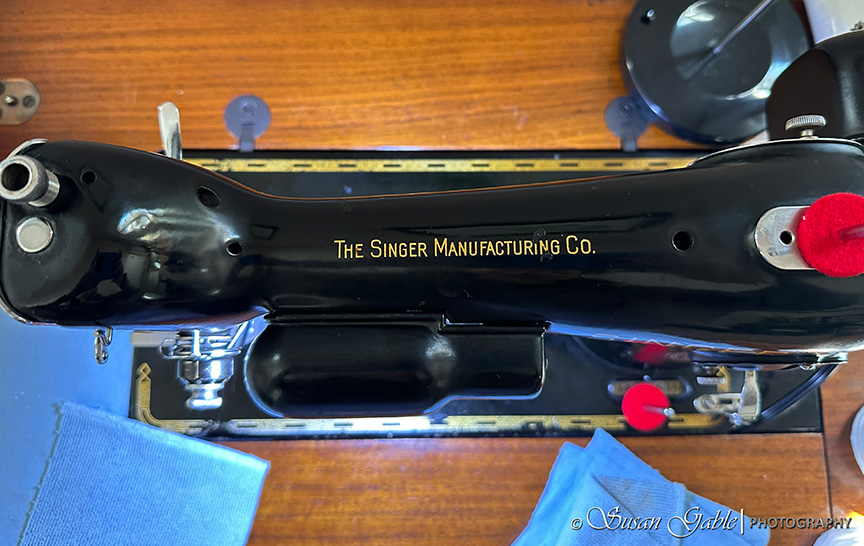 THE SINGER MANUFACTURING CO.
© Susan Gable | PHOTOGRAPHY